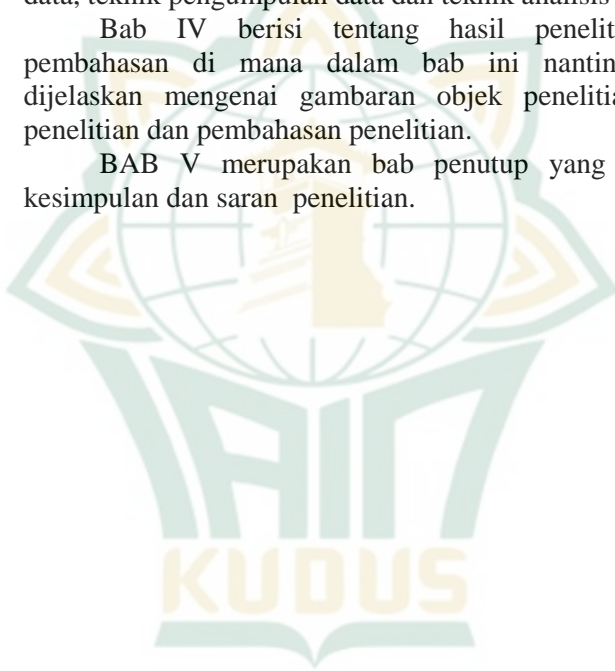 data, teknik pengumpulan data dan teknik analisis
Bab IV berisi tentang hasil penelit
pembahasan di mana dalam bab ini nantin
dijelaskan mengenai gambaran objek peneliti
penelitian dan pembahasan penelitian.
BAB V merupakan bab penutup yang
kesimpulan dan saran penelitian.
IAIN
KUDUS